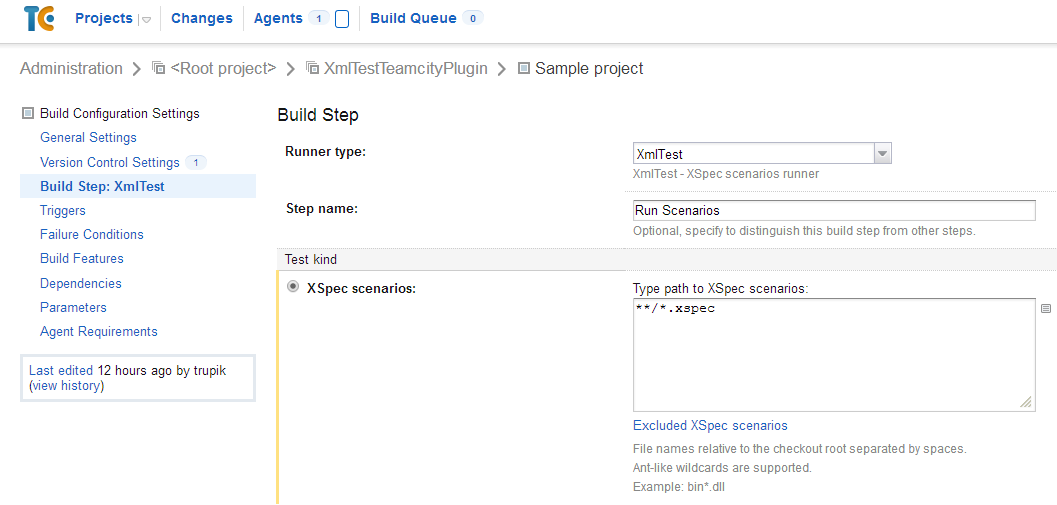 TC Projects Changes Agents 1 Build Queue 0
Administration <Root project> XmlTestTeamcityPlugin Sample project
Build Configuration Settings
General Settings
Version Control Settings 1
Build Step: XmlTest
Triggers
Failure Conditions
Build Features
Dependencies
Parameters
Agent Requirements
Last edited 12 hours ago by trupik
(view history)
Build Step
Runner type:
XmlTest
XmlTest - XSpec scenarios runner
Step name:
Run Scenarios
Optional, specify to distinguish this build step from other steps.
Test kind
XSpec scenarios:
Type path to XSpec scenarios:
**/*.xspec
Excluded XSpec scenarios
File names relative to the checkout root separated by spaces.
Ant-like wildcards are supported.
Example: bin*.dll